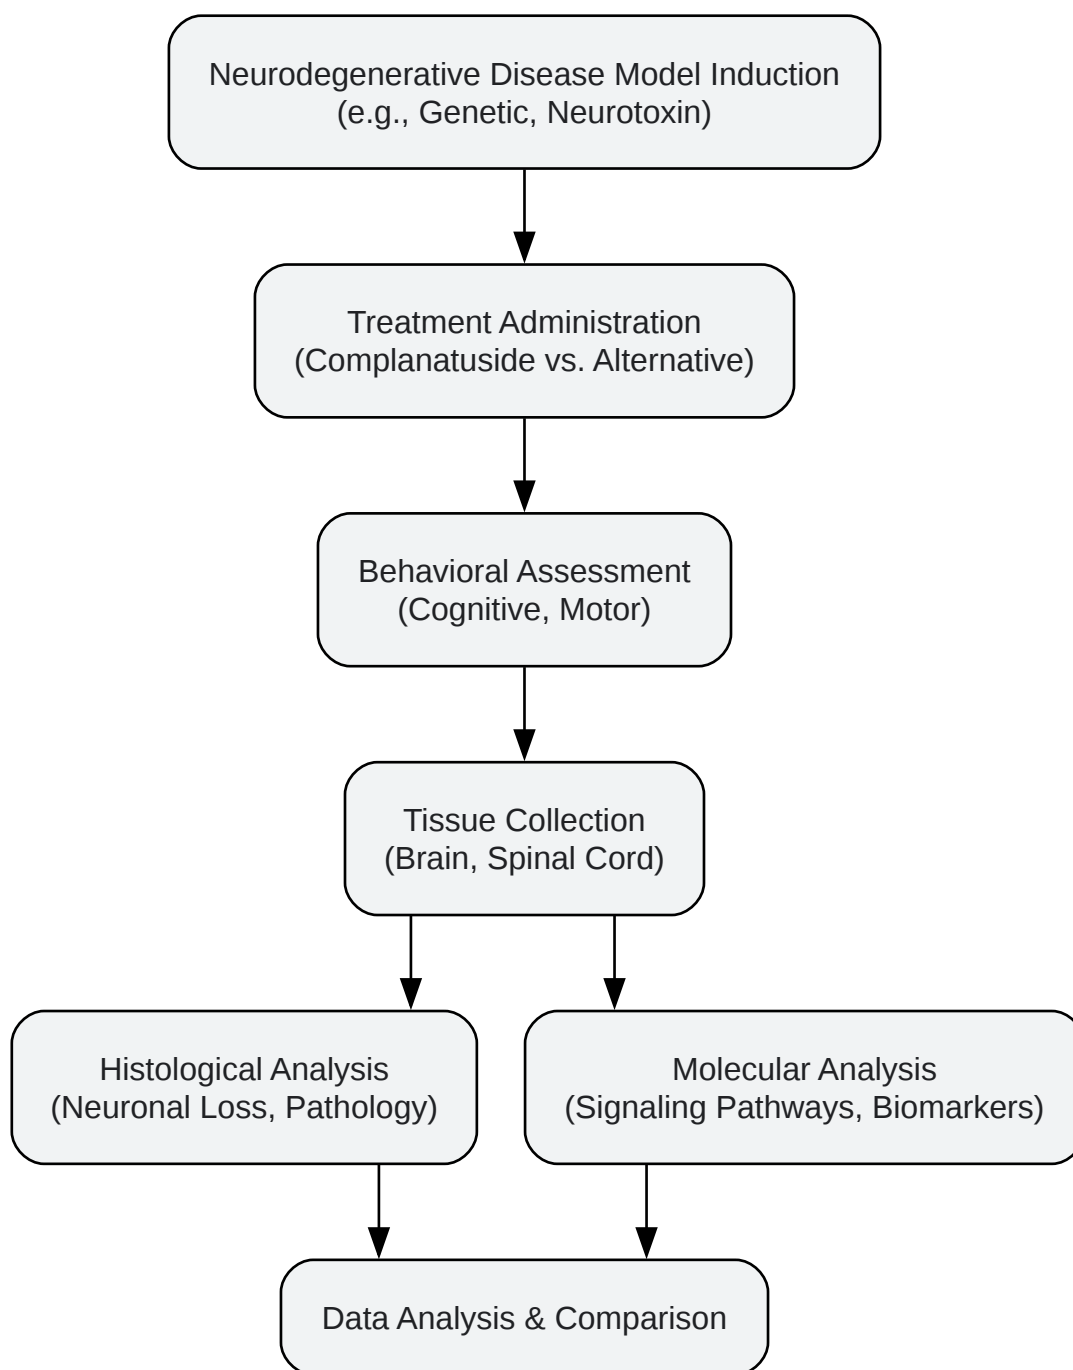 Neurodegenerative Disease Model Induction
(e.g., Genetic, Neurotoxin)
Treatment Administration
(Complanatuside vs. Alternative)
Behavioral Assessment
(Cognitive, Motor)
Tissue Collection
(Brain, Spinal Cord)
Histological Analysis
(Neuronal Loss, Pathology)
Molecular Analysis
(Signaling Pathways, Biomarkers)
Data Analysis & Comparison